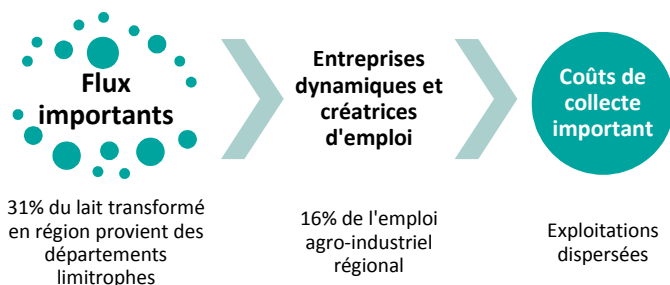 Flux
importants
31% du lait transformé
en région provient des
départements
limitrophes
Entreprises
dynamiques et
créatrices
d'emploi
16% de l'emploi
agro-industriel
régional
Coûts de
collecte
important
Exploitations
dispersées